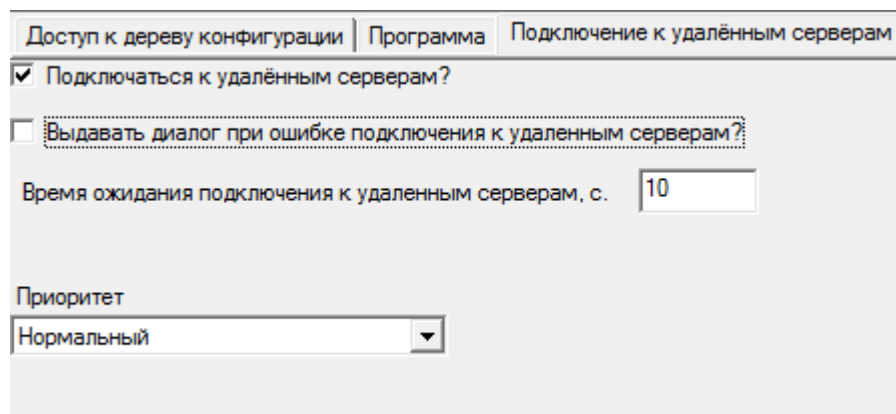 Доступ к дереву конфигурации Программа Подключение к удалённым серверам
Подключаться к удалённым серверам?
Выдавать диалог при ошибке подключения к удаленным серверам?
Время ожидания подключения к удаленным серверам, с. 10
Приоритет
Нормальный